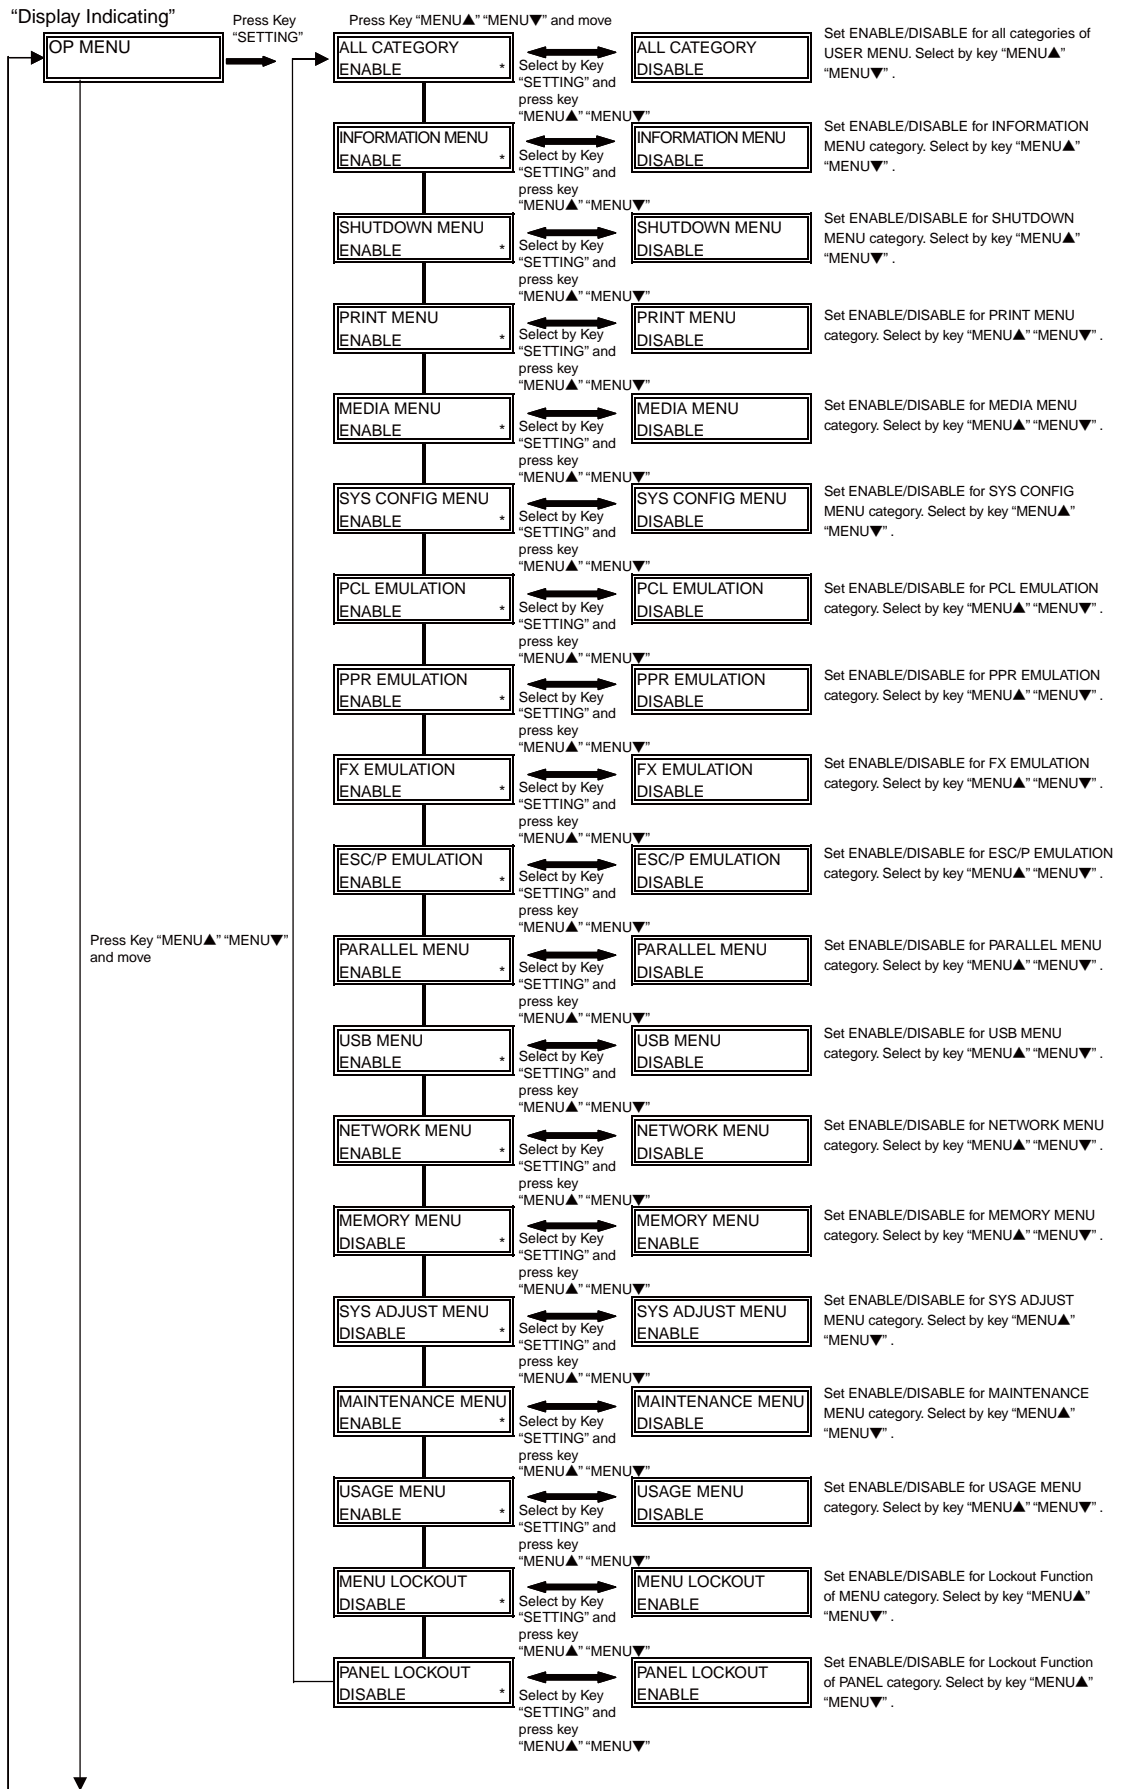 "Display Indicating"
OP MENU
Press Key
"SETTING"
Press Key "MENU▲" "MENU▼" and move
ALL CATEGORY
ENABLE *
Select by Key
"SETTING" and
press key
"MENU▲" "MENU▼"
ALL CATEGORY
DISABLE
Set ENABLE/DISABLE for all categories of
USER MENU. Select by key "MENU▲"
"MENU▼" .
INFORMATION MENU
ENABLE *
Select by Key
"SETTING" and
press key
"MENU▲" "MENU▼"
INFORMATION MENU
DISABLE
Set ENABLE/DISABLE for INFORMATION
MENU category. Select by key "MENU▲"
"MENU▼" .
SHUTDOWN MENU
ENABLE *
Select by Key
"SETTING" and
press key
"MENU▲" "MENU▼"
SHUTDOWN MENU
DISABLE
Set ENABLE/DISABLE for SHUTDOWN
MENU category. Select by key "MENU▲"
"MENU▼" .
PRINT MENU
ENABLE *
Select by Key
"SETTING" and
press key
"MENU▲" "MENU▼"
PRINT MENU
DISABLE
Set ENABLE/DISABLE for PRINT MENU
category. Select by key "MENU▲" "MENU▼" .
MEDIA MENU
ENABLE *
Select by Key
"SETTING" and
press key
"MENU▲" "MENU▼"
MEDIA MENU
DISABLE
Set ENABLE/DISABLE for MEDIA MENU
category. Select by key "MENU▲" "MENU▼" .
SYS CONFIG MENU
ENABLE *
Select by Key
"SETTING" and
press key
"MENU▲" "MENU▼"
SYS CONFIG MENU
DISABLE
Set ENABLE/DISABLE for SYS CONFIG
MENU category. Select by key "MENU▲"
"MENU▼" .
PCL EMULATION
ENABLE *
Select by Key
"SETTING" and
press key
"MENU▲" "MENU▼"
PCL EMULATION
DISABLE
Set ENABLE/DISABLE for PCL EMULATION
category. Select by key "MENU▲" "MENU▼" .
PPR EMULATION
ENABLE *
Select by Key
"SETTING" and
press key
"MENU▲" "MENU▼"
PPR EMULATION
DISABLE
Set ENABLE/DISABLE for PPR EMULATION
category. Select by key "MENU▲" "MENU▼" .
FX EMULATION
ENABLE *
Select by Key
"SETTING" and
press key
"MENU▲" "MENU▼"
FX EMULATION
DISABLE
Set ENABLE/DISABLE for FX EMULATION
category. Select by key "MENU▲" "MENU▼" .
ESC/P EMULATION
ENABLE *
Select by Key
"SETTING" and
press key
"MENU▲" "MENU▼"
ESC/P EMULATION
DISABLE
Set ENABLE/DISABLE for ESC/P EMULATION
category. Select by key "MENU▲" "MENU▼" .
Press Key "MENU▲" "MENU▼"
and move
PARALLEL MENU
ENABLE *
Select by Key
"SETTING" and
press key
"MENU▲" "MENU▼"
PARALLEL MENU
DISABLE
Set ENABLE/DISABLE for PARALLEL MENU
category. Select by key "MENU▲" "MENU▼" .
USB MENU
ENABLE *
Select by Key
"SETTING" and
press key
"MENU▲" "MENU▼"
USB MENU
DISABLE
Set ENABLE/DISABLE for USB MENU
category. Select by key "MENU▲" "MENU▼" .
NETWORK MENU
ENABLE *
Select by Key
"SETTING" and
press key
"MENU▲" "MENU▼"
NETWORK MENU
DISABLE
Set ENABLE/DISABLE for NETWORK MENU
category. Select by key "MENU▲" "MENU▼" .
MEMORY MENU
DISABLE *
Select by Key
"SETTING" and
press key
"MENU▲" "MENU▼"
MEMORY MENU
ENABLE
Set ENABLE/DISABLE for MEMORY MENU
category. Select by key "MENU▲" "MENU▼" .
SYS ADJUST MENU
DISABLE *
Select by Key
"SETTING" and
press key
"MENU▲" "MENU▼"
SYS ADJUST MENU
ENABLE
Set ENABLE/DISABLE for SYS ADJUST
MENU category. Select by key "MENU▲"
"MENU▼" .
MAINTENANCE MENU
ENABLE *
Select by Key
"SETTING" and
press key
"MENU▲" "MENU▼"
MAINTENANCE MENU
DISABLE
Set ENABLE/DISABLE for MAINTENANCE
MENU category. Select by key "MENU▲"
"MENU▼" .
USAGE MENU
ENABLE *
Select by Key
"SETTING" and
press key
"MENU▲" "MENU▼"
USAGE MENU
DISABLE
Set ENABLE/DISABLE for USAGE MENU
category. Select by key "MENU▲" "MENU▼" .
MENU LOCKOUT
DISABLE *
Select by Key
"SETTING" and
press key
"MENU▲" "MENU▼"
MENU LOCKOUT
ENABLE
Set ENABLE/DISABLE for Lockout Function
of MENU category. Select by key "MENU▲"
"MENU▼" .
PANEL LOCKOUT
DISABLE *
Select by Key
"SETTING" and
press key
"MENU▲" "MENU▼"
PANEL LOCKOUT
ENABLE
Set ENABLE/DISABLE for Lockout Function
of PANEL category. Select by key "MENU▲"
"MENU▼" .